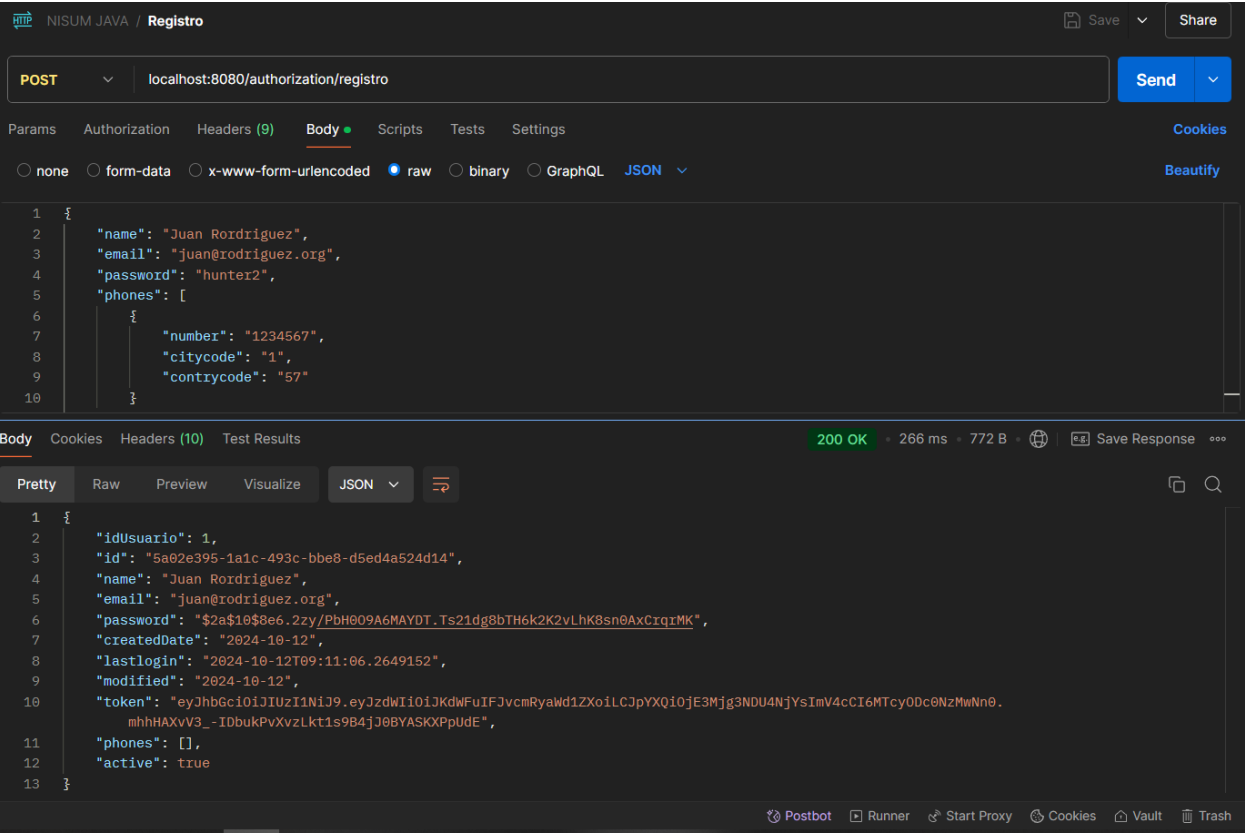 HTTP NISUM JAVA / Registro Save Share
POST localhost:8080/authorization/registro Send
Params Authorization Headers (9) Body Scripts Tests Settings Cookies
none form-data x-www-form-urlencoded raw binary GraphQL JSON Beautify
1 {
2 "name": "Juan Rordriguez",
3 "email": "juan@rodriguez.org",
4 "password": "hunter2",
5 "phones": [
6 {
7 "number": "1234567",
8 "citycode": "1",
9 "contrycode": "57"
10 }
Body Cookies Headers (10) Test Results 200 OK 266 ms 772 B e.g. Save Response
Pretty Raw Preview Visualize JSON
1 {
2 "idUsuario": 1,
3 "id": "5a02e395-1a1c-493c-bbe8-d5ed4a524d14",
4 "name": "Juan Rordriguez",
5 "email": "juan@rodriguez.org",
6 "password": "$2a$10$8e6.2zy/PbH0O9A6MAYDT.Ts21dg8bTH6k2K2vLhK8sn0AxCrqrMK",
7 "createdDate": "2024-10-12",
8 "lastlogin": "2024-10-12T09:11:06.2649152",
9 "modified": "2024-10-12",
10 "token": "eyJhbGciOiJIUzI1NiJ9.eyJzdWIiOiJKdWFuIFJvcmRyaWd1ZXoiLCJpYXQiOjE3Mjg3NDU4NjYsImV4cCI6MTcyODc0NzMwNn0.
mhhHAXvV3_-IDbukPvXvzLkt1s9B4jJ0BYASKXPpUdE",
11 "phones": [],
12 "active": true
13 }
Postbot Runner Start Proxy Cookies Vault Trash